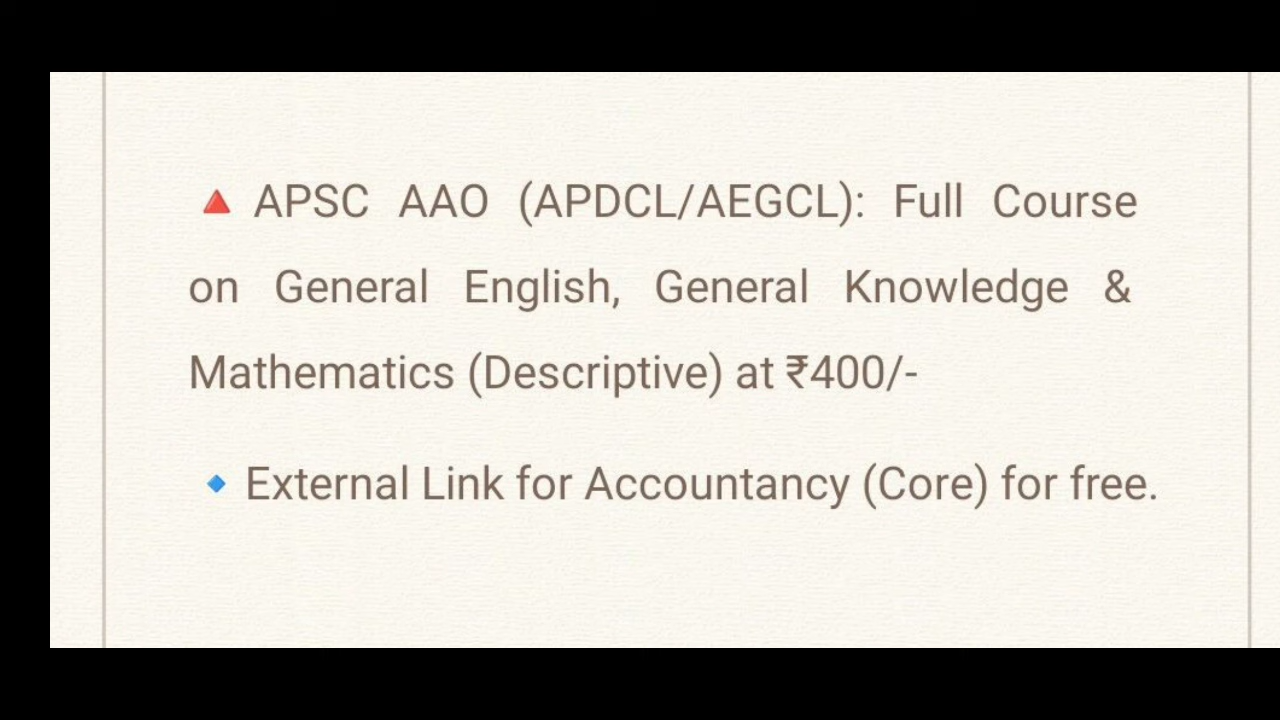 🔺 APSC AAO (APDCL/AEGCL): Full Course
on General English, General Knowledge &
Mathematics (Descriptive) at ₹400/-
🔹 External Link for Accountancy (Core) for free.